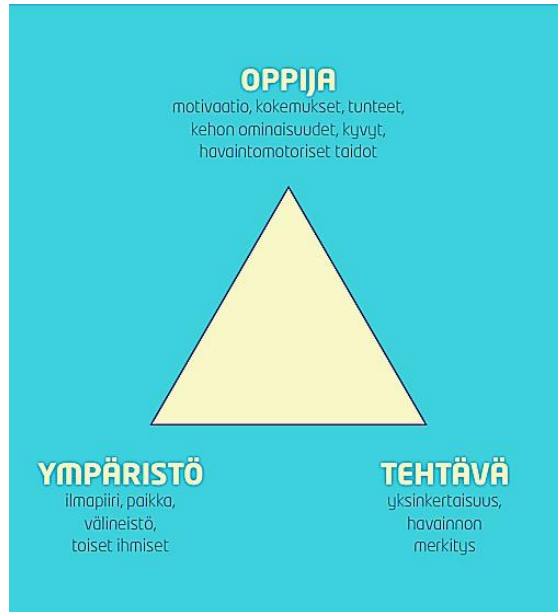 OPPIJA
motivaatio, kokemukset, tunteet,
kehon ominaisuudet, kyvyt,
havaintomotoriset taidot
YMPÄRISTÖ
ilmapiiri, paikka,
välineistö,
toiset ihmiset
TEHTÄVÄ
yksinkertaisuus,
havainnon
merkitys